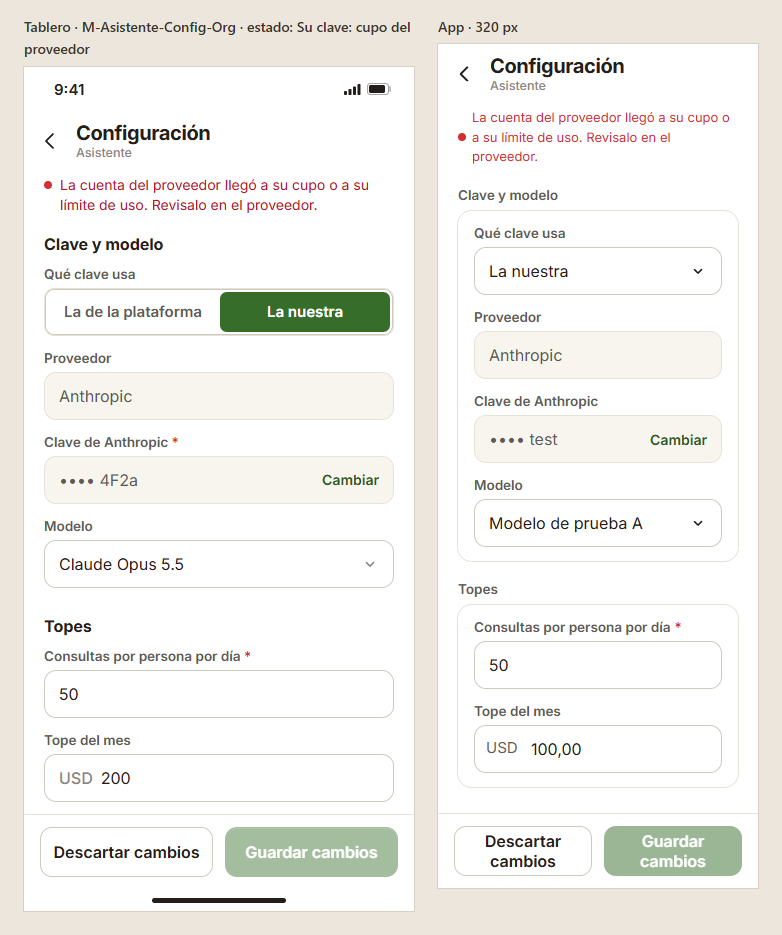 Tablero · M-Asistente-Config-Org · estado: Su clave: cupo del
proveedor
9:41
Configuración
Asistente
La cuenta del proveedor llegó a su cupo o a su
límite de uso. Revisalo en el proveedor.
Clave y modelo
Qué clave usa
La de la plataforma
La nuestra
Proveedor
Anthropic
Clave de Anthropic *
•••• 4F2a
Cambiar
Modelo
Claude Opus 5.5
Topes
Consultas por persona por día *
50
Tope del mes
USD 200
Descartar cambios
Guardar cambios
App · 320 px
Configuración
Asistente
La cuenta del proveedor llegó a su cupo o
a su límite de uso. Revisalo en el
proveedor.
Clave y modelo
Qué clave usa
La nuestra
Proveedor
Anthropic
Clave de Anthropic
•••• test
Cambiar
Modelo
Modelo de prueba A
Topes
Consultas por persona por día *
50
Tope del mes
USD 100,00
Descartar
cambios
Guardar
cambios